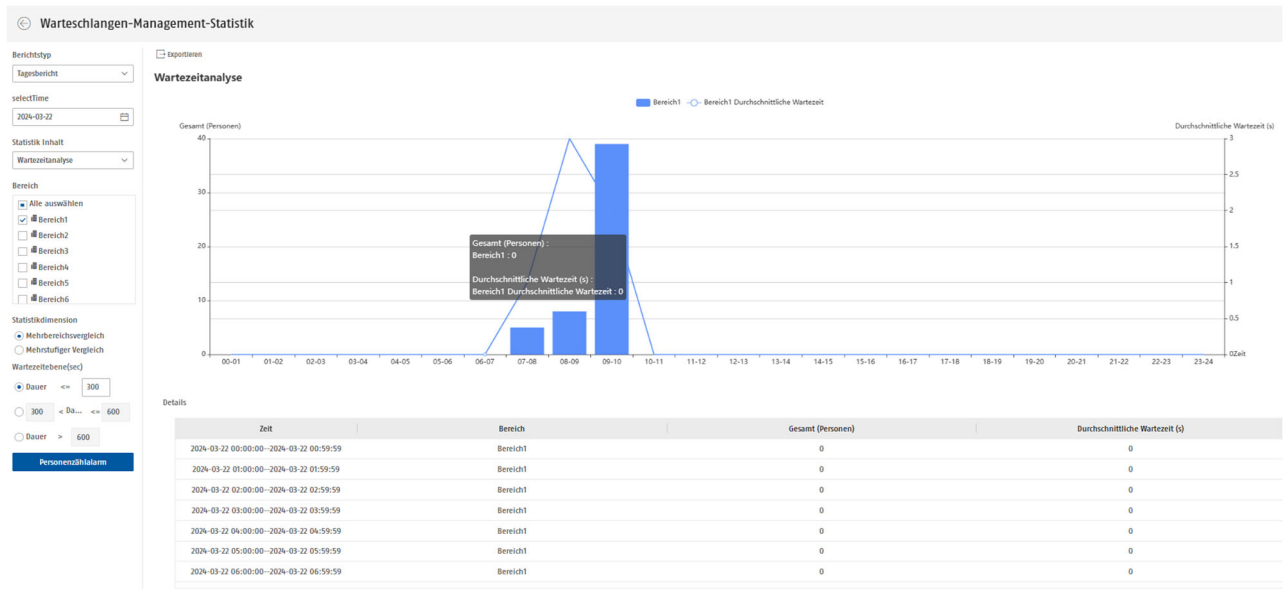 Warteschlangen-Management-Statistik
Berichtstyp
Tagesbericht
selectTime
2024-03-22
Statistik Inhalt
Wartezeitanalyse
Bereich
Alle auswählen
Bereich1
Bereich2
Bereich3
Bereich4
Bereich5
Bereich6
Statistikdimension
Mehrbereichsvergleich
Mehrstufiger Vergleich
Wartezeitebene(sec)
Dauer <= 300
300 < Da... <= 600
Dauer > 600
Personenzählalarm
Exportieren
Wartezeitanalyse
Bereich1 Bereich1 Durchschnittliche Wartezeit
Gesamt (Personen) Durchschnittliche Wartezeit (s)
40 3
2.5
30
2
20 1.5
Gesamt (Personen) :
Bereich1 : 0
Durchschnittliche Wartezeit (s) :
Bereich1 Durchschnittliche Wartezeit : 0
1
10
0.5
0 0Zeit
00-01 01-02 02-03 03-04 04-05 05-06 06-07 07-08 08-09 09-10 10-11 11-12 12-13 13-14 14-15 15-16 16-17 17-18 18-19 19-20 20-21 21-22 22-23 23-24
Details
Zeit Bereich Gesamt (Personen) Durchschnittliche Wartezeit (s)
2024-03-22 00:00:00--2024-03-22 00:59:59 Bereich1 0 0
2024-03-22 01:00:00--2024-03-22 01:59:59 Bereich1 0 0
2024-03-22 02:00:00--2024-03-22 02:59:59 Bereich1 0 0
2024-03-22 03:00:00--2024-03-22 03:59:59 Bereich1 0 0
2024-03-22 04:00:00--2024-03-22 04:59:59 Bereich1 0 0
2024-03-22 05:00:00--2024-03-22 05:59:59 Bereich1 0 0
2024-03-22 06:00:00--2024-03-22 06:59:59 Bereich1 0 0